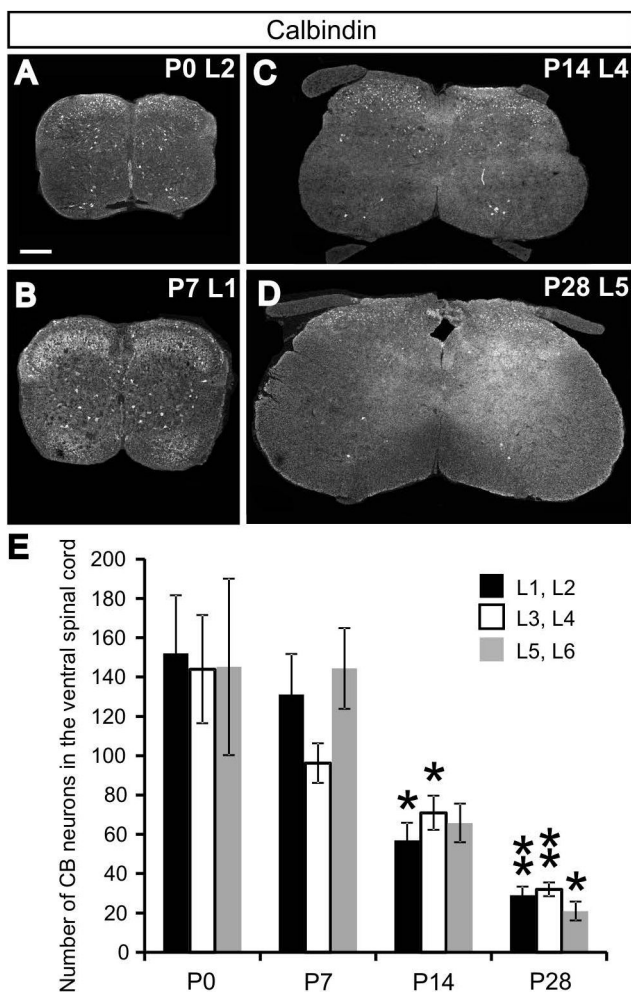 Calbindin
A
P0 L2
C
P14 L4
B
P7 L1
D
P28 L5
E
Number of CB neurons in the ventral spinal cord
200
180
160
140
120
100
80
60
40
20
0
L1, L2
L3, L4
L5, L6
*
*
*
*
*
*
*
P0
P7
P14
P28